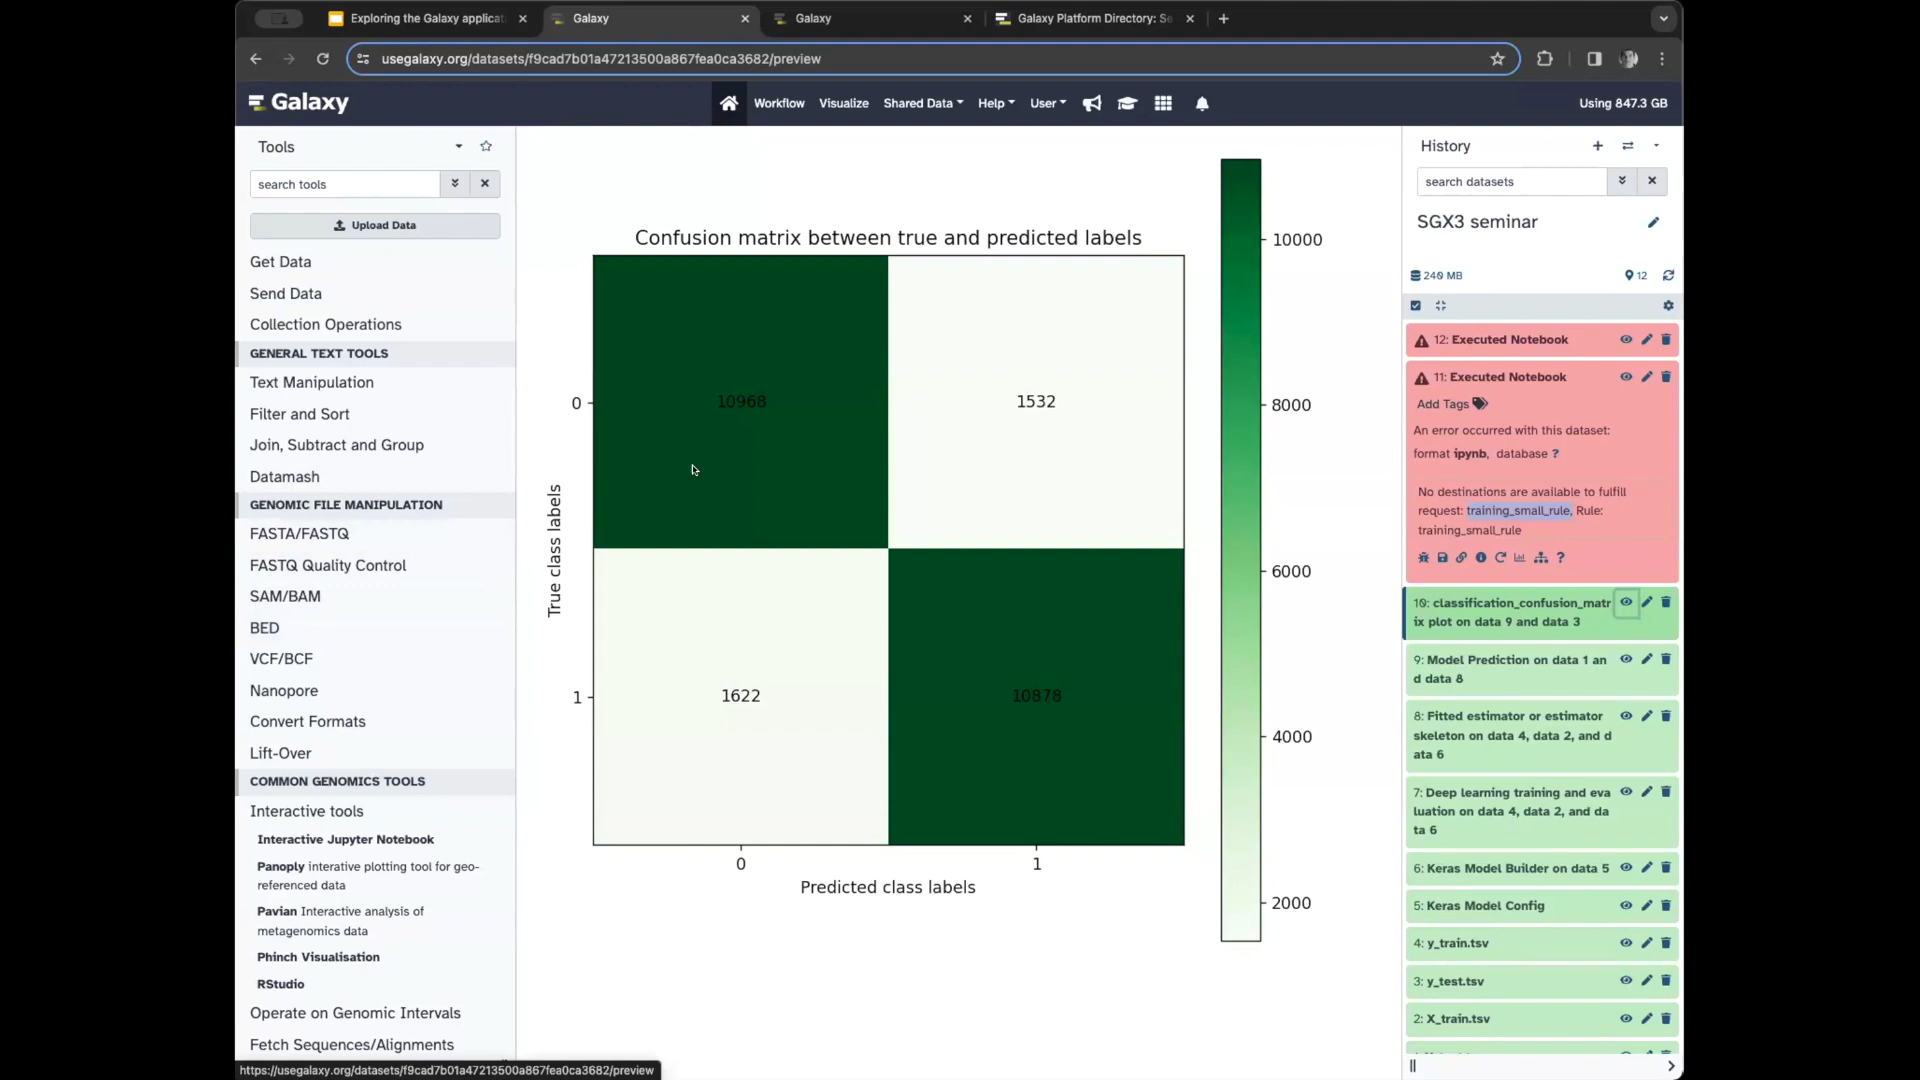 Exploring the Galaxy applicat
Galaxy
Galaxy
Galaxy Platform Directory: Se
usegalaxy.org/datasets/f9cad7b01a47213500a867fea0ca3682/preview
Galaxy
Workflow
Visualize
Shared Data
Help
User
Using 847.3 GB
Tools
search tools
Upload Data
Get Data
Send Data
Collection Operations
GENERAL TEXT TOOLS
Text Manipulation
Filter and Sort
Join, Subtract and Group
Datamash
GENOMIC FILE MANIPULATION
FASTA/FASTQ
FASTQ Quality Control
SAM/BAM
BED
VCF/BCF
Nanopore
Convert Formats
Lift-Over
COMMON GENOMICS TOOLS
Interactive tools
Interactive Jupyter Notebook
Panoply interative plotting tool for geo-
referenced data
Pavian Interactive analysis of
metagenomics data
Phinch Visualisation
RStudio
Operate on Genomic Intervals
Fetch Sequences/Alignments
https://usegalaxy.org/datasets/f9cad7b01a47213500a867fea0ca3682/preview
Confusion matrix between true and predicted labels
True class labels
0
10968
1532
1
1622
10878
0
1
Predicted class labels
10000
8000
6000
4000
2000
History
search datasets
SGX3 seminar
240 MB
12
12: Executed Notebook
11: Executed Notebook
Add Tags
An error occurred with this dataset:
format ipynb, database ?
No destinations are available to fulfill
request: training_small_rule, Rule:
training_small_rule
10: classification_confusion_matr
ix plot on data 9 and data 3
9: Model Prediction on data 1 an
d data 8
8: Fitted estimator or estimator
skeleton on data 4, data 2, and d
ata 6
7: Deep learning training and eva
luation on data 4, data 2, and da
ta 6
6: Keras Model Builder on data 5
5: Keras Model Config
4: y_train.tsv
3: y_test.tsv
2: X_train.tsv